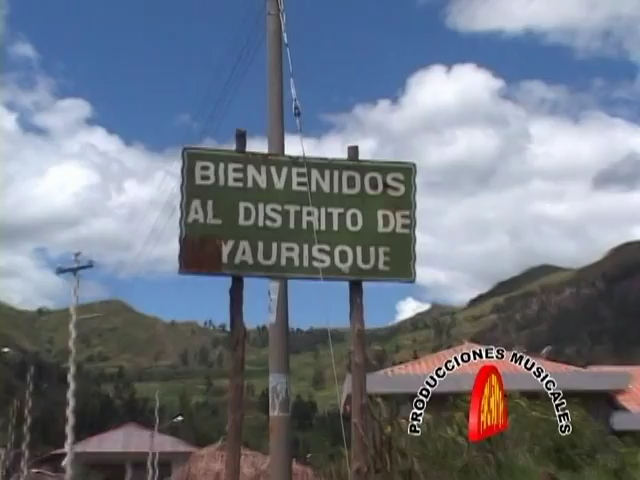 BIENVENIDOS
AL DISTRITO DE
YAURISQUE
PRODUCCIONES MUSICALES